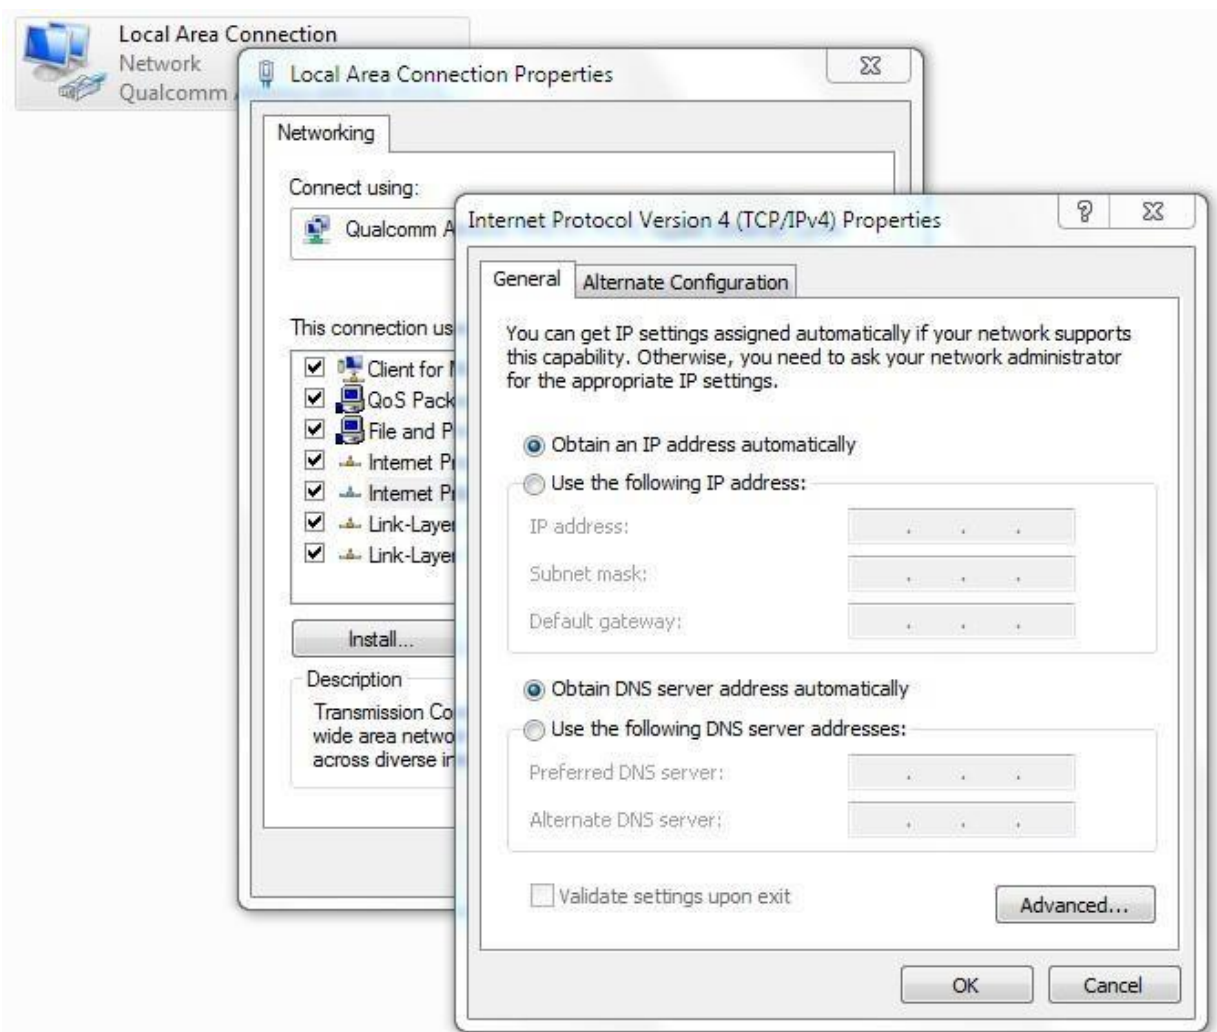 Local Area Connection
Network
Qualcomm
Local Area Connection Properties
Networking
Connect using:
Qualcomm A
This connection us
Client for
QoS Pack
File and P
Internet Pr
Internet Pr
Link-Layer
Link-Layer
Install...
Description
Transmission Co
wide area netwo
across diverse in
Internet Protocol Version 4 (TCP/IPv4) Properties
General
Alternate Configuration
You can get IP settings assigned automatically if your network supports
this capability. Otherwise, you need to ask your network administrator
for the appropriate IP settings.
Obtain an IP address automatically
Use the following IP address:
IP address:
Subnet mask:
Default gateway:
Obtain DNS server address automatically
Use the following DNS server addresses:
Preferred DNS server:
Alternate DNS server:
Validate settings upon exit
Advanced...
OK
Cancel